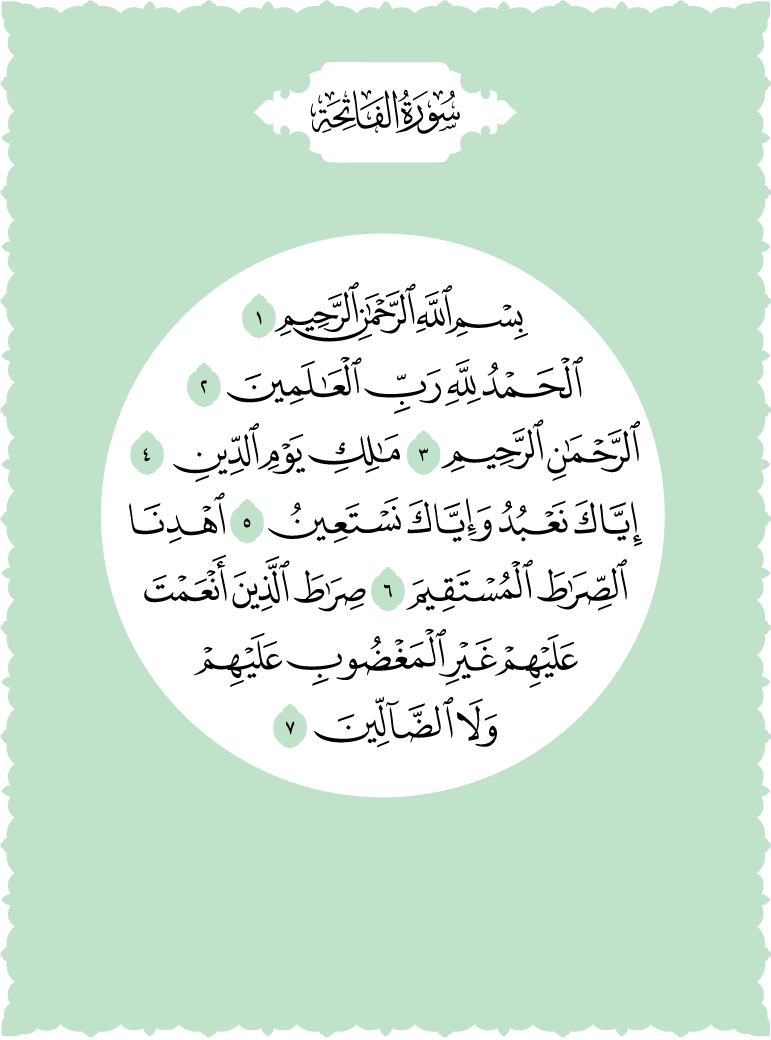 سُورَةُ الفَاتِحَةِ
بِسْمِ ٱللَّهِ ٱلرَّحْمَٰنِ ٱلرَّحِيمِ ١
ٱلْحَمْدُ لِلَّهِ رَبِّ ٱلْعَٰلَمِينَ ٢
ٱلرَّحْمَٰنِ ٱلرَّحِيمِ ٣ مَٰلِكِ يَوْمِ ٱلدِّينِ ٤
إِيَّاكَ نَعْبُدُ وَإِيَّاكَ نَسْتَعِينُ ٥ ٱهْدِنَا
ٱلصِّرَٰطَ ٱلْمُسْتَقِيمَ ٦ صِرَٰطَ ٱلَّذِينَ أَنْعَمْتَ
عَلَيْهِمْ غَيْرِ ٱلْمَغْضُوبِ عَلَيْهِمْ
وَلَا ٱلضَّآلِّينَ ٧